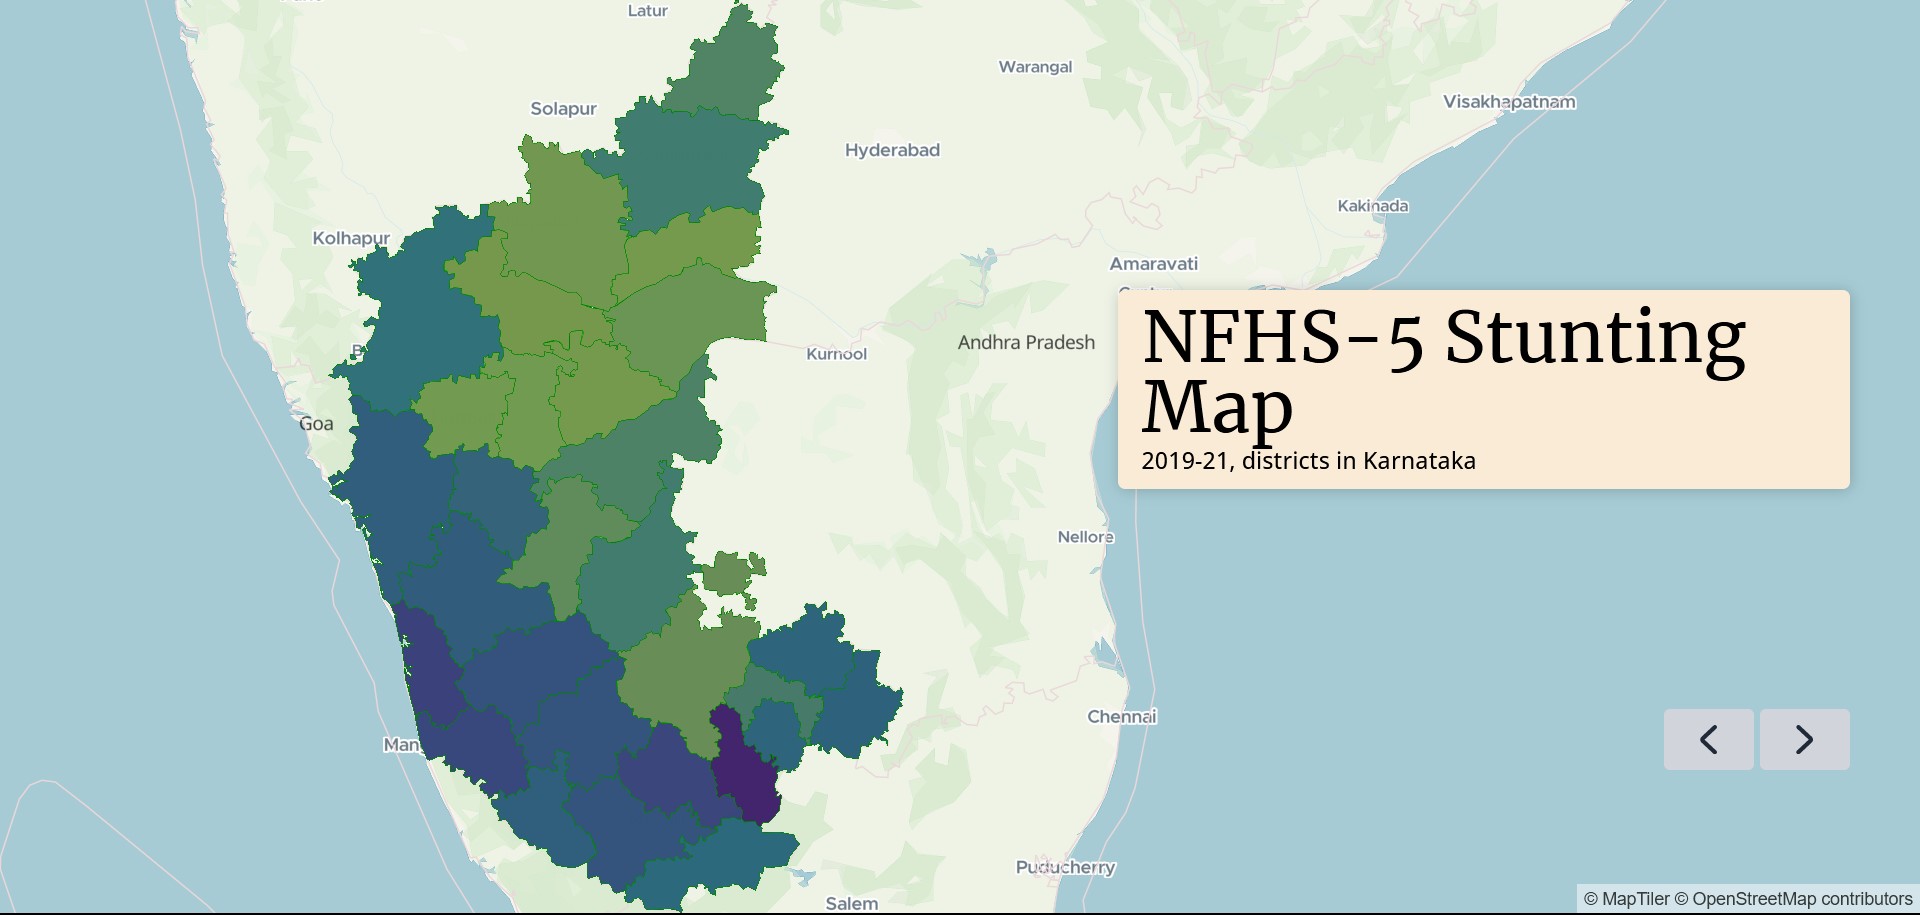 Latur
Warangal
Solapur
Visakhapatnam
Hyderabad
Kakinada
Kolhapur
Amaravati
NFHS-5 Stunting
Map
2019-21, districts in Karnataka
Andhra Pradesh
Kurnool
Goa
Nellore
Chennai
Man
Puducherry
Salem
© MapTiler © OpenStreetMap contributors